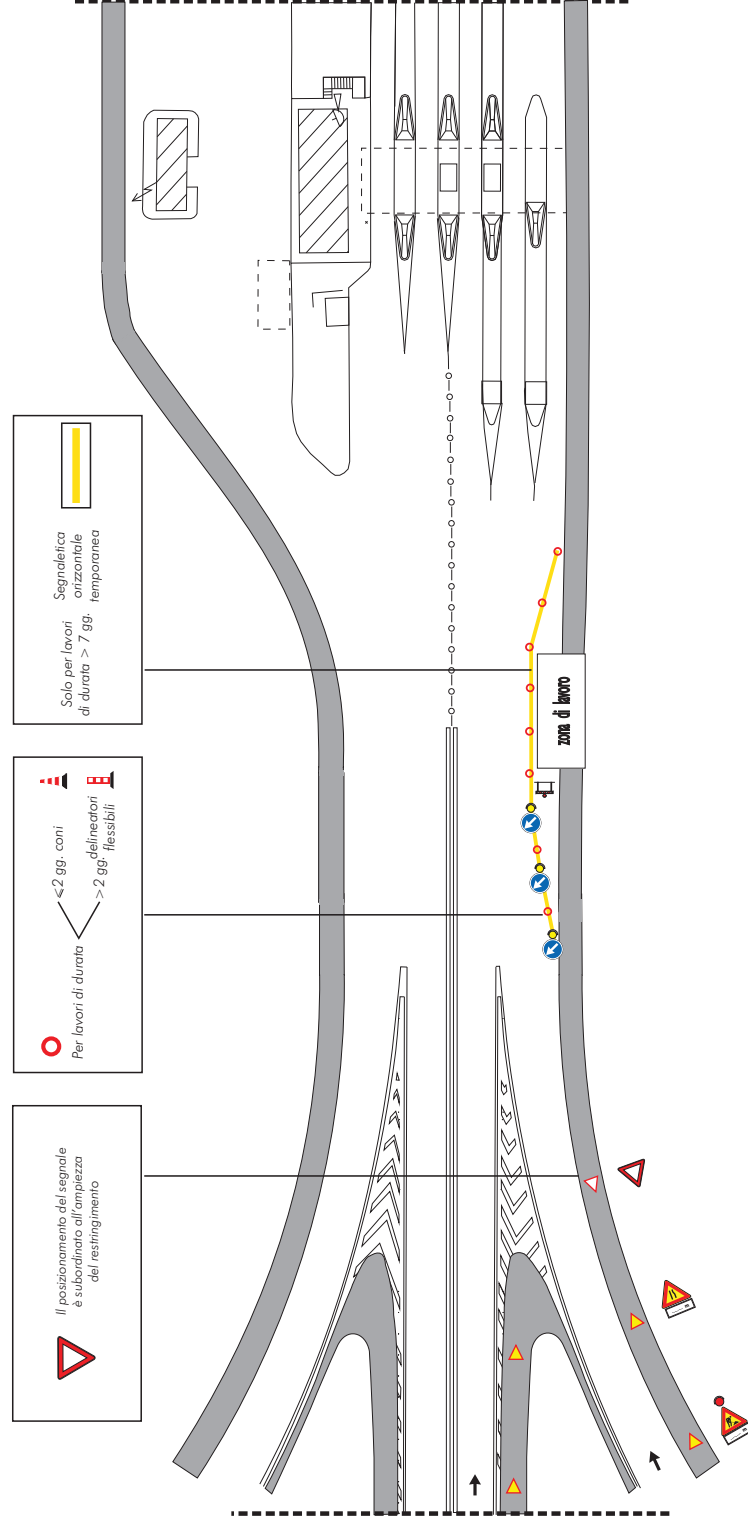 Il posizionamento del segnale
è subordinato all'ampiezza
del restringimento
Per lavori di durata
⩽2 gg. coni
>2 gg. delineatori
flessibili
Solo per lavori
di durata > 7 gg.
Segnaletica
orizzontale
temporanea
zona di lavoro